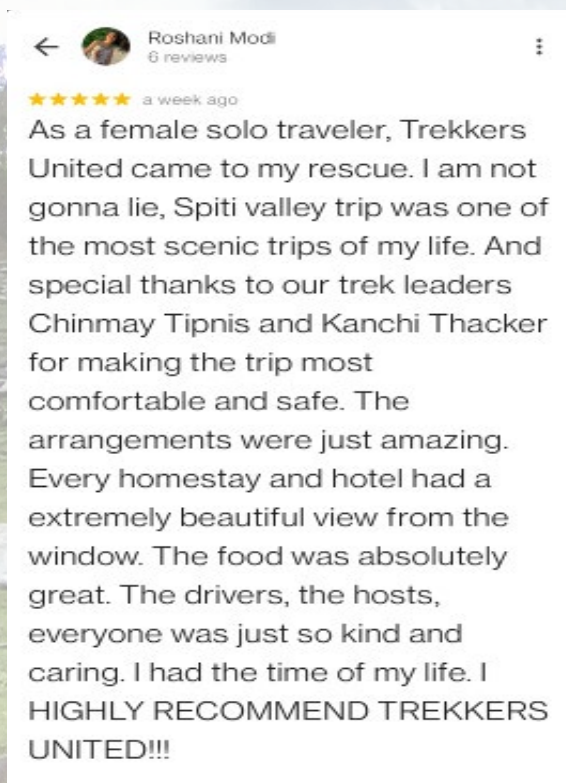 Roshani Modi
6 reviews
a week ago
As a female solo traveler, Trekkers
United came to my rescue. I am not
gonna lie, Spiti valley trip was one of
the most scenic trips of my life. And
special thanks to our trek leaders
Chinmay Tipnis and Kanchi Thacker
for making the trip most
comfortable and safe. The
arrangements were just amazing.
Every homestay and hotel had a
extremely beautiful view from the
window. The food was absolutely
great. The drivers, the hosts,
everyone was just so kind and
caring. I had the time of my life. I
HIGHLY RECOMMEND TREKKERS
UNITED!!!